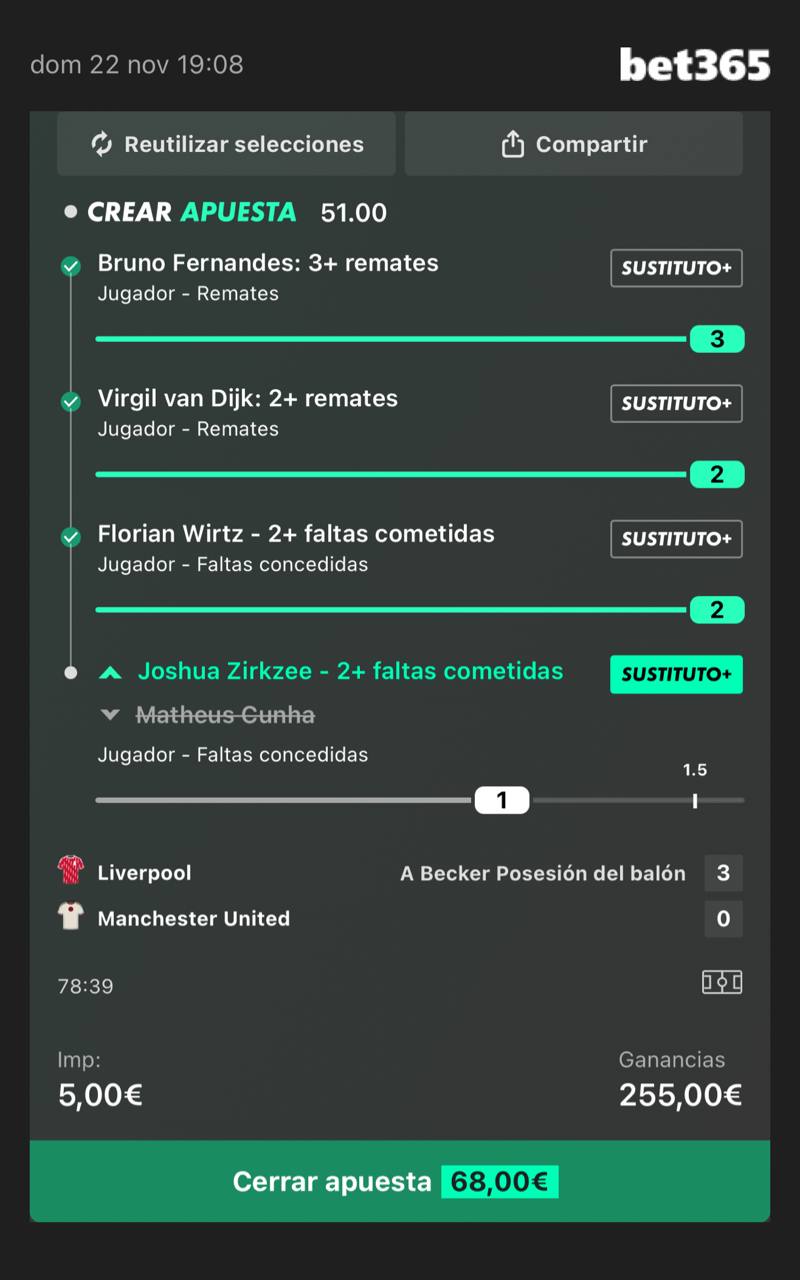 dom 22 nov 19:08
bet365
Reutilizar selecciones
Compartir
CREAR APUESTA 51.00
Bruno Fernandes: 3+ remates
SUSTITUTO+
Jugador - Remates
3
Virgil van Dijk: 2+ remates
SUSTITUTO+
Jugador - Remates
2
Florian Wirtz - 2+ faltas cometidas
SUSTITUTO+
Jugador - Faltas concedidas
2
Joshua Zirkzee - 2+ faltas cometidas
SUSTITUTO+
Matheus Cunha
Jugador - Faltas concedidas
1.5
1
Liverpool
A Becker Posesión del balón 3
Manchester United
0
78:39
Imp:
Ganancias
5,00€
255,00€
Cerrar apuesta 68,00€